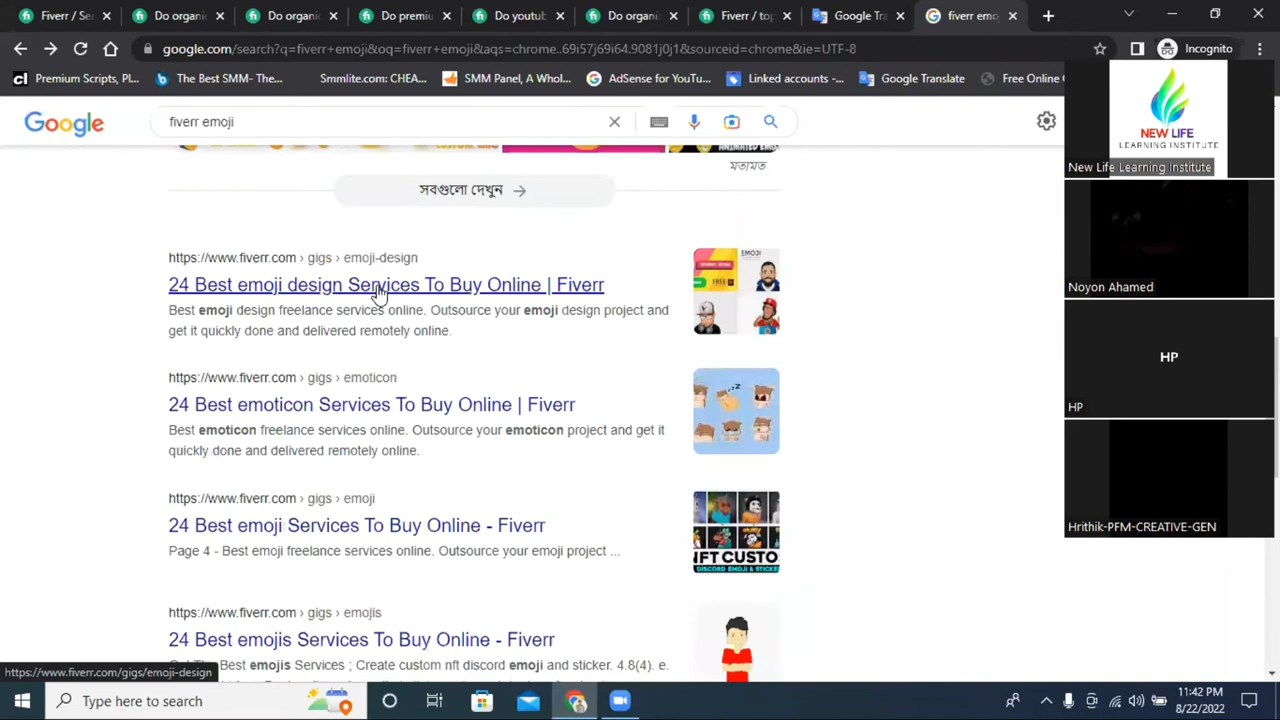 Fiverr / Se
Do organic
Do organic
Do premiu
Do youtub
Do organi
Fiverr / top
Google Tra
fiverr emo
google.com/search?q=fiverr+emoji&oq=fiverr+emoji&aqs=chrome..69i57j69i64.9081j0j1&sourceid=chrome&ie=UTF-8
Incognito
Premium Scripts, Pl...
The Best SMM- The...
Smmlite.com: CHEA...
SMM Panel, A Whol...
AdSense for YouTu...
Linked accounts -...
Google Translate
Free Online
Google
fiverr emoji
মতামত
সবগুলো দেখুন
https://www.fiverr.com › gigs › emoji-design
24 Best emoji design Services To Buy Online | Fiverr
Best emoji design freelance services online. Outsource your emoji design project and
get it quickly done and delivered remotely online.
EMOJI
https://www.fiverr.com › gigs › emoticon
24 Best emoticon Services To Buy Online | Fiverr
Best emoticon freelance services online. Outsource your emoticon project and get it
quickly done and delivered remotely online.
https://www.fiverr.com › gigs › emoji
24 Best emoji Services To Buy Online - Fiverr
Page 4 - Best emoji freelance services online. Outsource your emoji project ...
NFT CUSTO
DISCORD EMOJI & STICKE
https://www.fiverr.com › gigs › emojis
24 Best emojis Services To Buy Online - Fiverr
Best emojis Services ; Create custom nft discord emoji and sticker. 4.8(4). e.
https://www.fiverr.com/gigs/emoji-design
NEW LIFE
LEARNING INSTITUTE
New Life Learning Institute
Noyon Ahamed
HP
HP
Hrithik-PFM-CREATIVE-GEN
Type here to search
11:42 PM
8/22/2022